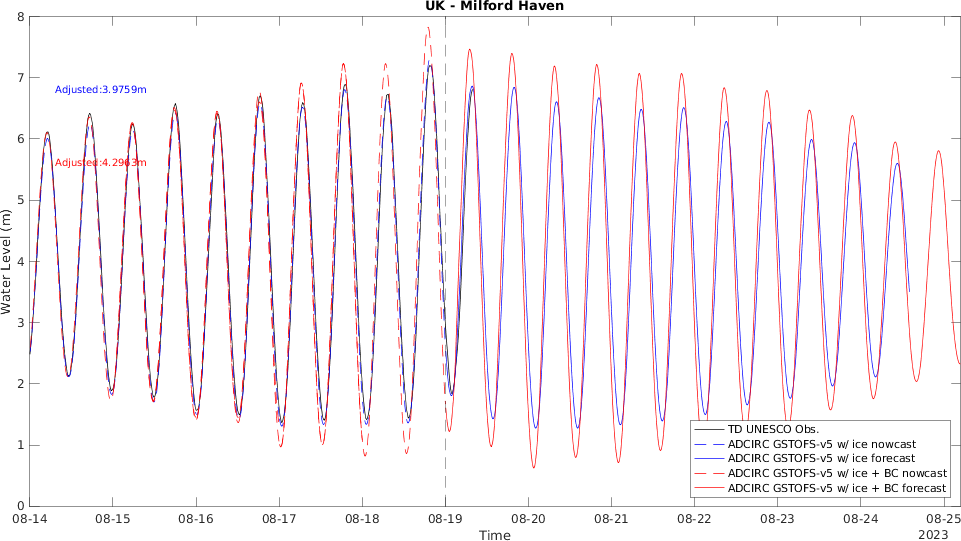 UK - Milford Haven
8
7
6
5
4
3
2
1
0
Water Level (m)
Adjusted:3.9759m
Adjusted:4.2963m
TD UNESCO Obs.
ADCIRC GSTOFS-v5 w/ ice nowcast
ADCIRC GSTOFS-v5 w/ ice forecast
ADCIRC GSTOFS-v5 w/ ice + BC nowcast
ADCIRC GSTOFS-v5 w/ ice + BC forecast
08-14 08-15 08-16 08-17 08-18 08-19 08-20 08-21 08-22 08-23 08-24 08-25
Time
2023